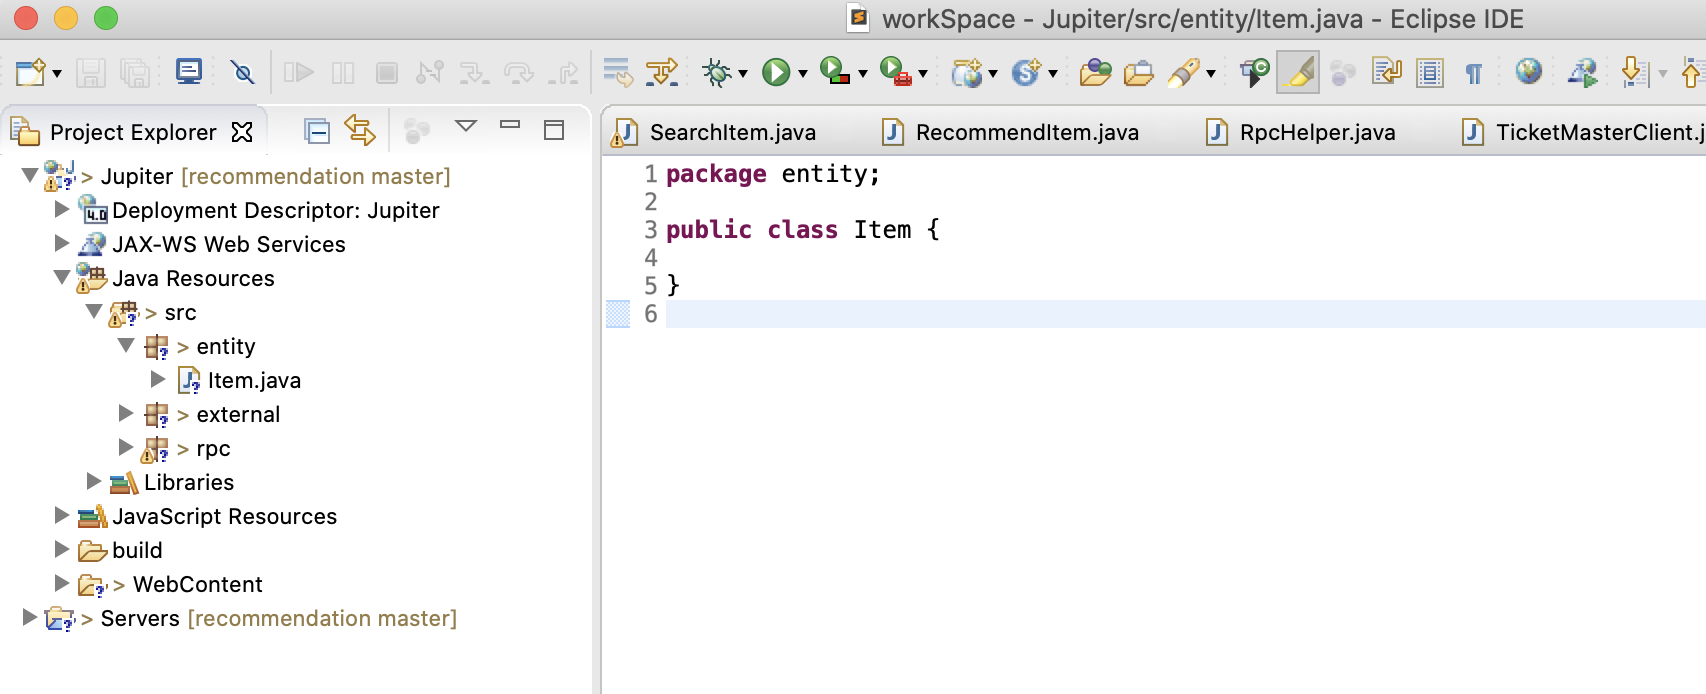 workSpace - Jupiter/src/entity/Item.java - Eclipse IDE
Project Explorer
SearchItem.java
RecommendItem.java
RpcHelper.java
TicketMasterClient.j
> Jupiter [recommendation master]
4.0 Deployment Descriptor: Jupiter
JAX-WS Web Services
Java Resources
> src
> entity
Item.java
> external
> rpc
Libraries
JavaScript Resources
build
> WebContent
> Servers [recommendation master]
1 package entity;
2
3 public class Item {
4
5 }
6